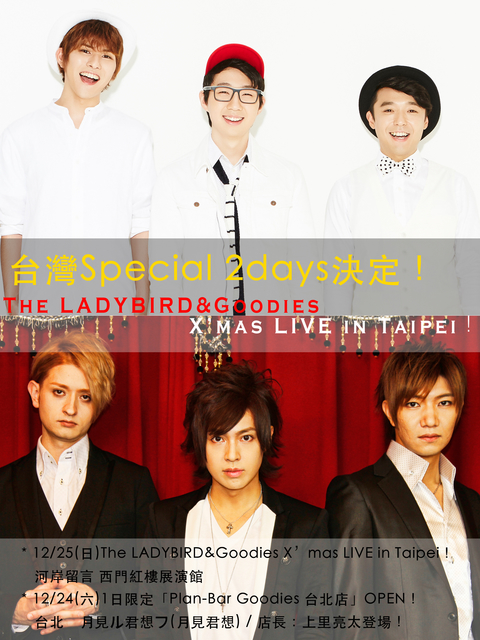 台灣Special 2days決定！
THE LADYBIRD&GOODIES
X'MAS LIVE IN TAIPEI！
* 12/25(日)The LADYBIRD&Goodies X’mas LIVE in Taipei！
河岸留言 西門紅樓展演館
* 12/24(六)1日限定「Plan-Bar Goodies 台北店」OPEN！
台北　月見ル君想フ(月見君想) / 店長：上里亮太登場！